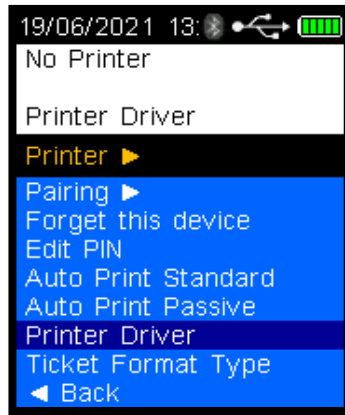 19/06/2021 13:
No Printer
Printer Driver
Printer ▶
Pairing ▶
Forget this device
Edit PIN
Auto Print Standard
Auto Print Passive
Printer Driver
Ticket Format Type
◀ Back